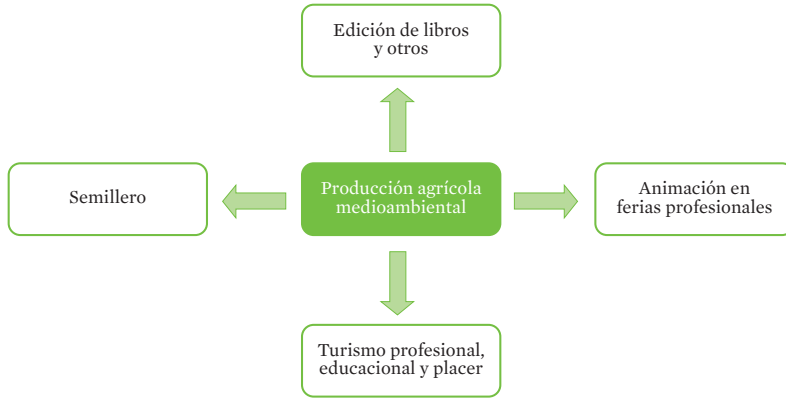 Edición de libros
y otros
Semillero
Producción agrícola
medioambiental
Animación en
ferias profesionales
Turismo profesional,
educacional y placer